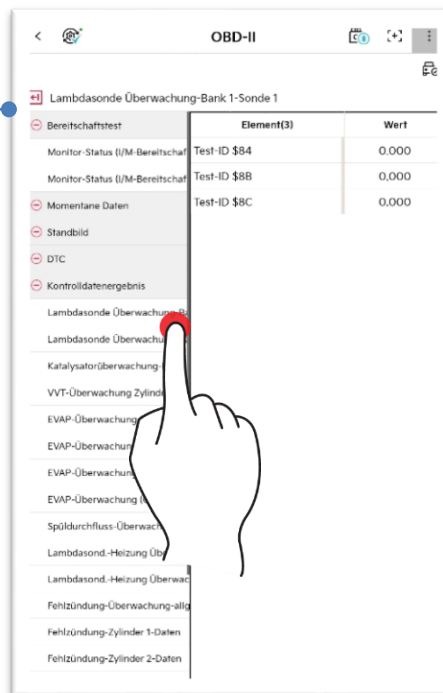 OBD-II
Lambdasonde Überwachung-Bank 1-Sonde 1
Bereitschaftstest
Element(3) Wert
Monitor-Status (I/M-Bereitschaf
Test-ID $84 0,000
Monitor-Status (I/M-Bereitschaf
Test-ID $8B 0,000
Momentane Daten
Test-ID $8C 0,000
Standbild
DTC
Kontrolldatenergebnis
Lambdasonde Überwachung-Ba
Lambdasonde Überwachu
Katalysatorüberwachung-
VVT-Überwachung Zylind
EVAP-Überwachung
EVAP-Überwachun
EVAP-Überwachun
EVAP-Überwachung (
Spüldurchfluss-Überwach
Lambdasond.-Heizung Üb
Lambdasond.-Heizung Überwac
Fehlzündung-Überwachung-allg
Fehlzündung-Zylinder 1-Daten
Fehlzündung-Zylinder 2-Daten